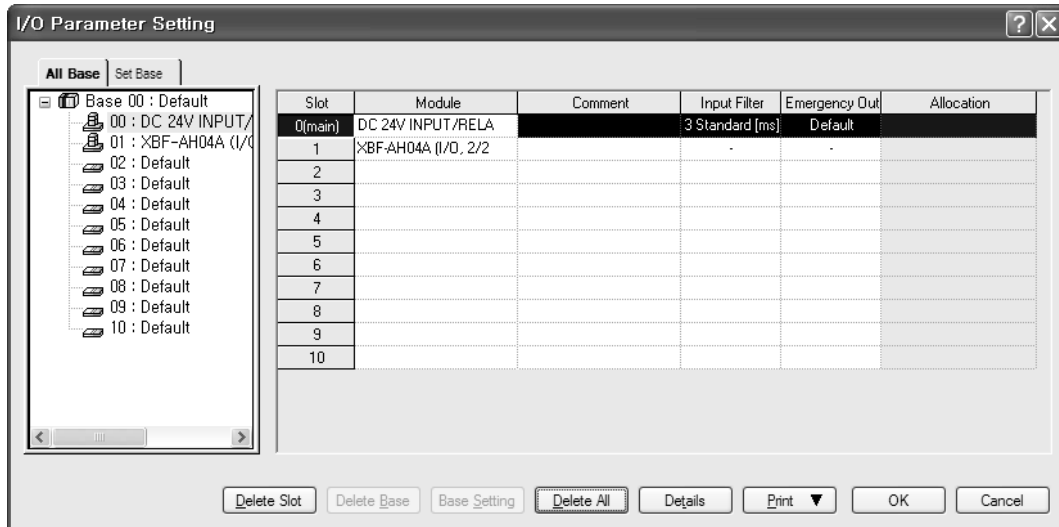 I/O Parameter Setting
All Base Set Base
Base 00 : Default
00 : DC 24V INPUT/
01 : XBF-AH04A (I/
02 : Default
03 : Default
04 : Default
05 : Default
06 : Default
07 : Default
08 : Default
09 : Default
10 : Default
Slot Module Comment Input Filter Emergency Out Allocation
0(main) DC 24V INPUT/RELA 3 Standard [ms] Default
1 XBF-AH04A (I/O, 2/2 - -
2
3
4
5
6
7
8
9
10
Delete Slot Delete Base Base Setting Delete All Details Print ▼ OK Cancel